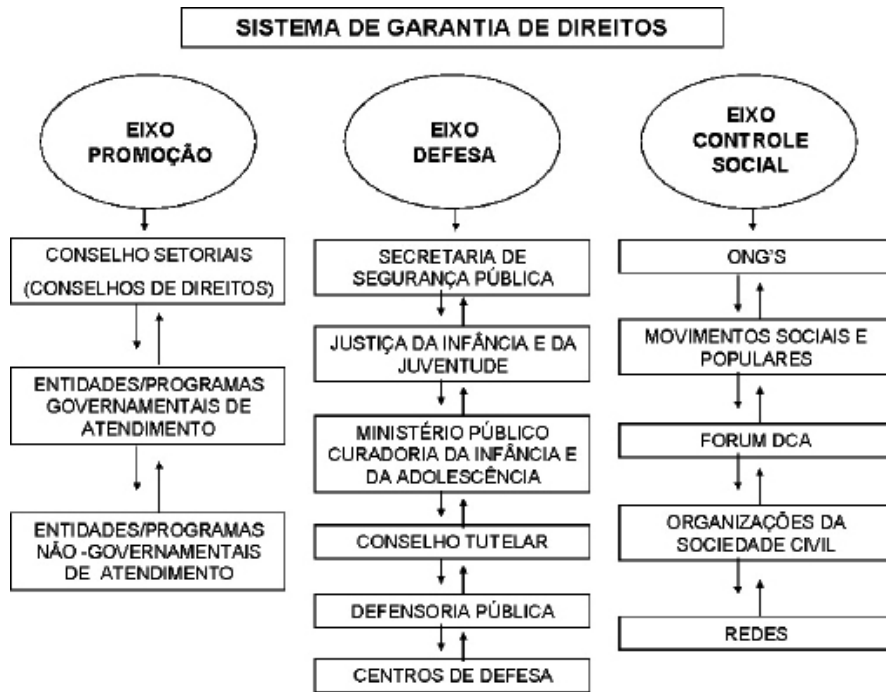 SISTEMA DE GARANTIA DE DIREITOS
EIXO
PROMOÇÃO
CONSELHO SETORIAIS
(CONSELHOS DE DIREITOS)
ENTIDADES/PROGRAMAS
GOVERNAMENTAIS DE
ATENDIMENTO
ENTIDADES/PROGRAMAS
NÃO -GOVERNAMENTAIS
DE ATENDIMENTO
EIXO
DEFESA
SECRETARIA DE
SEGURANÇA PÚBLICA
JUSTIÇA DA INFÂNCIA E DA
JUVENTUDE
MINISTÉRIO PÚBLICO
CURADORIA DA INFÂNCIA E
DA ADOLESCÊNCIA
CONSELHO TUTELAR
DEFENSORIA PÚBLICA
CENTROS DE DEFESA
EIXO
CONTROLE
SOCIAL
ONG'S
MOVIMENTOS SOCIAIS E
POPULARES
FORUM DCA
ORGANIZAÇÕES DA
SOCIEDADE CIVIL
REDES